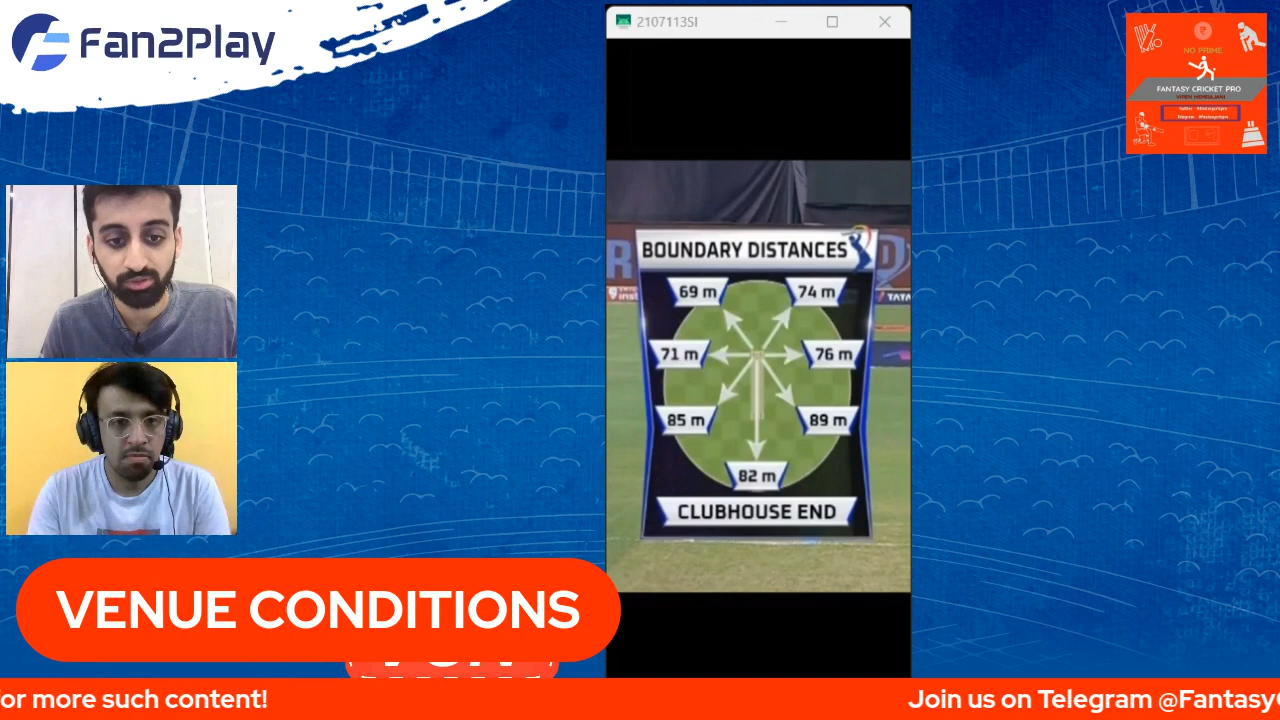 Fan2Play
2107113SI
NO PRIME
FANTASY CRICKET PRO
BOUNDARY DISTANCES
69 m
74 m
71 m
76 m
85 m
89 m
82 m
CLUBHOUSE END
TATA
VENUE CONDITIONS
or more such content!
Join us on Telegram @Fantasy